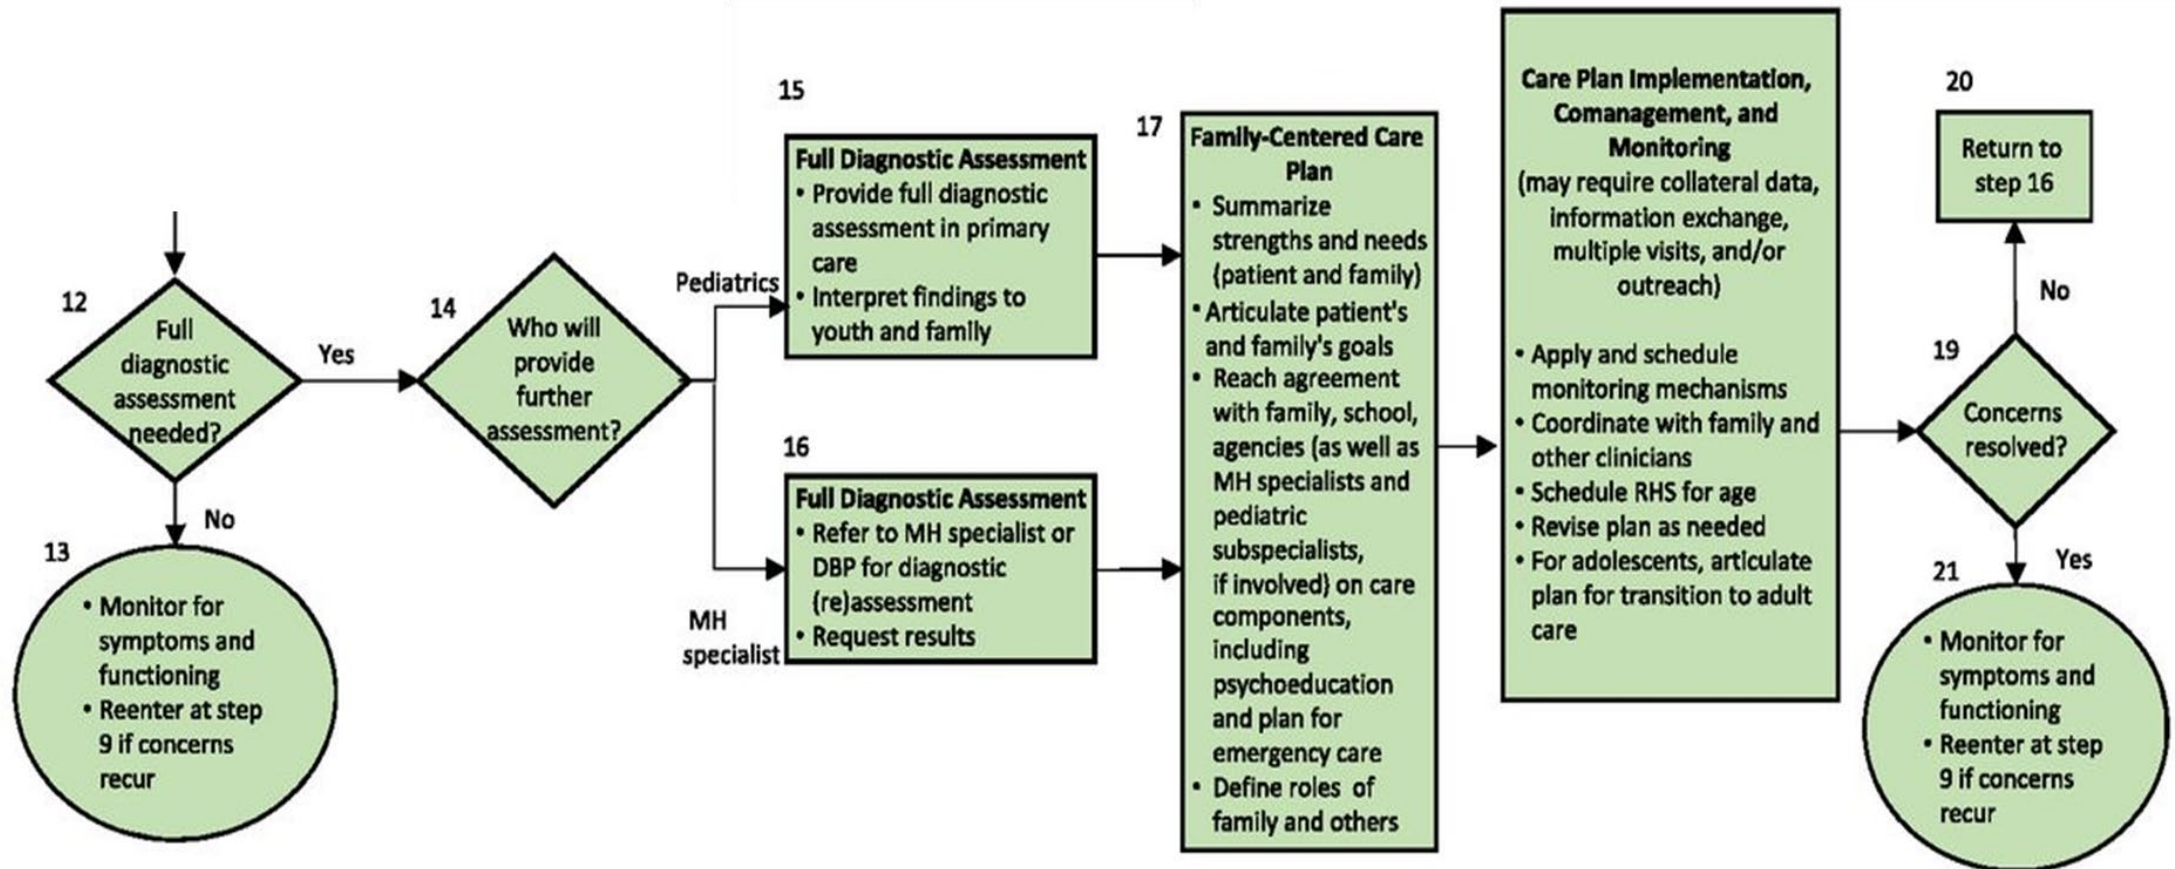 12
Full
diagnostic
assessment
needed?
Yes
No
13
• Monitor for
symptoms and
functioning
• Reenter at step
9 if concerns
recur
14
Who will
provide
further
assessment?
Pediatrics
MH
specialist
15
Full Diagnostic Assessment
• Provide full diagnostic
assessment in primary
care
• Interpret findings to
youth and family
16
Full Diagnostic Assessment
• Refer to MH specialist or
DBP for diagnostic
(re)assessment
• Request results
17
Family-Centered Care
Plan
• Summarize
strengths and needs
(patient and family)
• Articulate patient's
and family's goals
• Reach agreement
with family, school,
agencies (as well as
MH specialists and
pediatric
subspecialists,
if involved) on care
components,
including
psychoeducation
and plan for
emergency care
• Define roles of
family and others
Care Plan Implementation,
Comanagement, and
Monitoring
(may require collateral data,
information exchange,
multiple visits, and/or
outreach)
• Apply and schedule
monitoring mechanisms
• Coordinate with family and
other clinicians
• Schedule RHS for age
• Revise plan as needed
• For adolescents, articulate
plan for transition to adult
care
19
Concerns
resolved?
No
20
Return to
step 16
Yes
21
• Monitor for
symptoms and
functioning
• Reenter at step
9 if concerns
recur